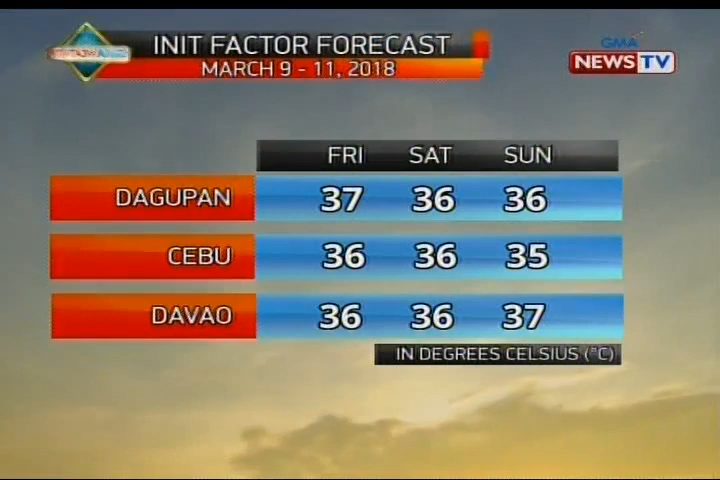 INIT FACTOR FORECAST
MARCH 9 - 11, 2018
GMA
NEWS TV
FRI SAT SUN
DAGUPAN 37 36 36
CEBU 36 36 35
DAVAO 36 36 37
IN DEGREES CELSIUS (°C)